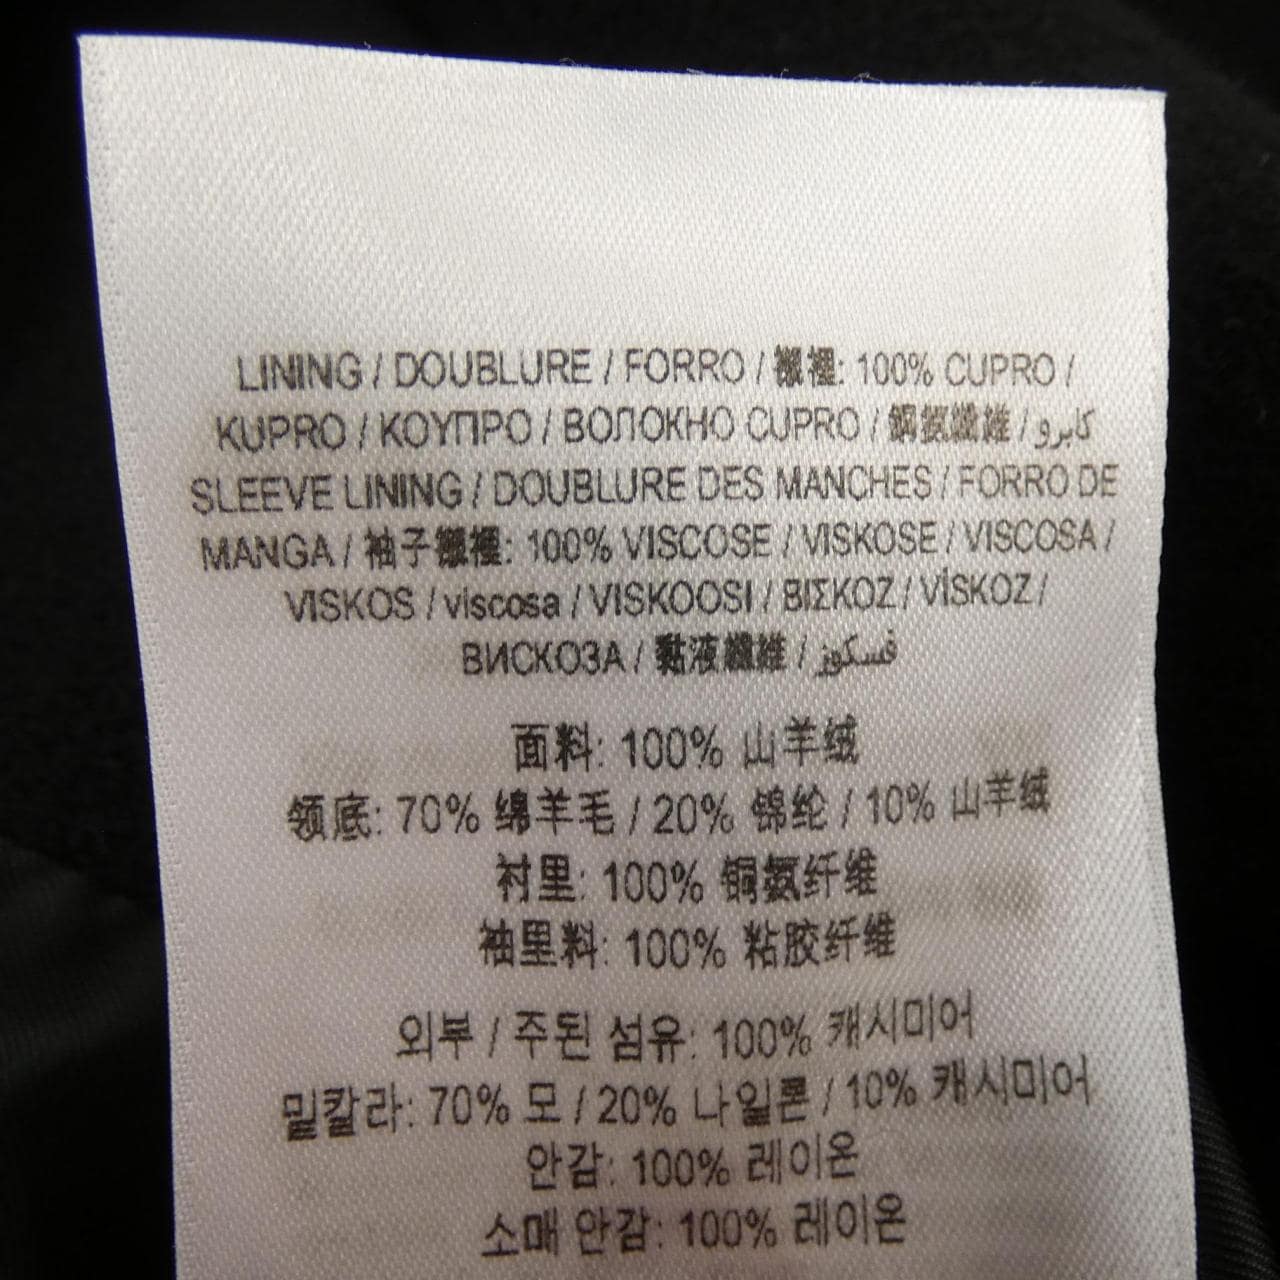 LINING / DOUBLURE / FORRO / 襯裡: 100% CUPRO /
KUPRO / ΚΟΥΠΡΟ / ВОЛОКНО CUPRO / 銅氨纖維 / كابرو
SLEEVE LINING / DOUBLURE DES MANCHES / FORRO DE
MANGA / 袖子襯裡: 100% VISCOSE / VISKOSE / VISCOSA /
VISKOS / viscosa / VISKOOSI / ΒΙΣΚΟΖ / VİSKOZ /
ВИСКОЗА / 黏液纖維 / فسكوز
面料: 100% 山羊绒
领底: 70% 绵羊毛 / 20% 锦纶 / 10% 山羊绒
衬里: 100% 铜氨纤维
袖里料: 100% 粘胶纤维
외부 / 주된 섬유: 100% 캐시미어
밑칼라: 70% 모 / 20% 나일론 / 10% 캐시미어
안감: 100% 레이온
소매 안감: 100% 레이온